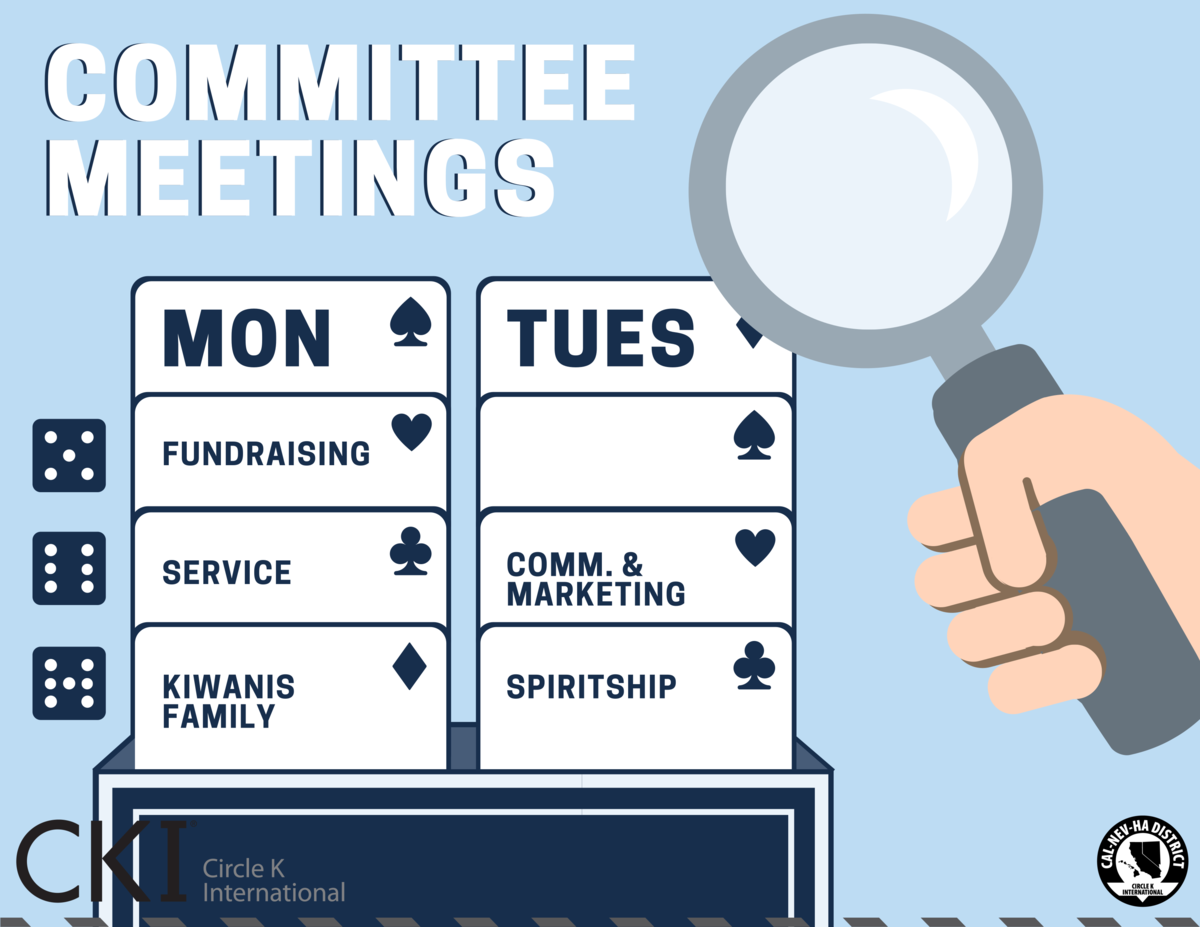 COMMITTEE
MEETINGS
MON
FUNDRAISING
SERVICE
KIWANIS
FAMILY
TUES
COMM. &
MARKETING
SPIRITSHIP
CKI
Circle K
International
CAL-NEV-HA DISTRICT
CIRCLE K
INTERNATIONAL